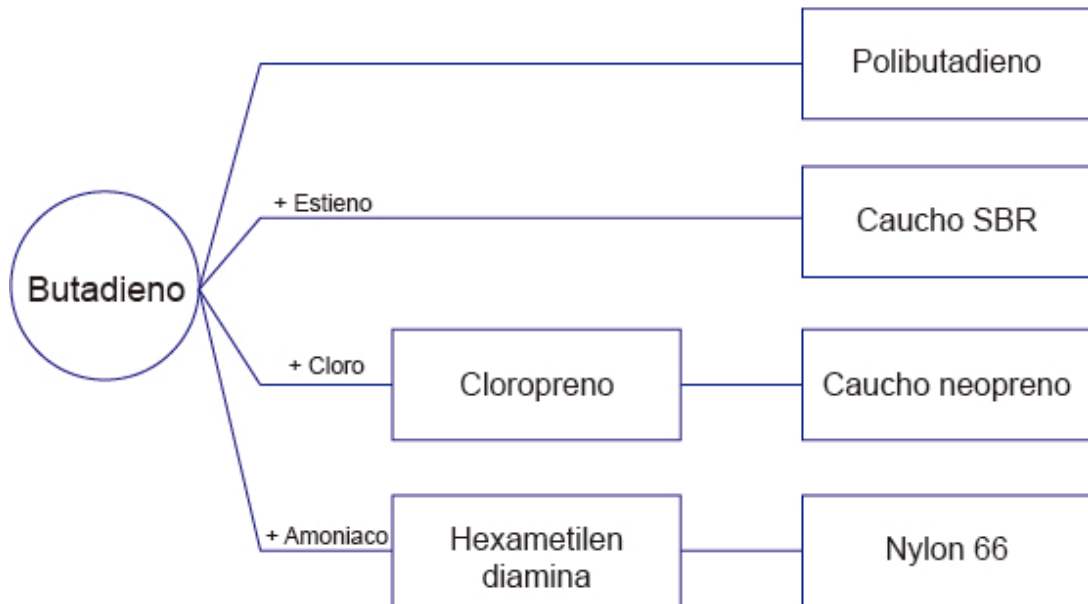 Polibutadieno
+ Estieno
Caucho SBR
Butadieno
+ Cloro
Cloropreno
Caucho neopreno
+ Amoniaco
Hexametilen
diamina
Nylon 66